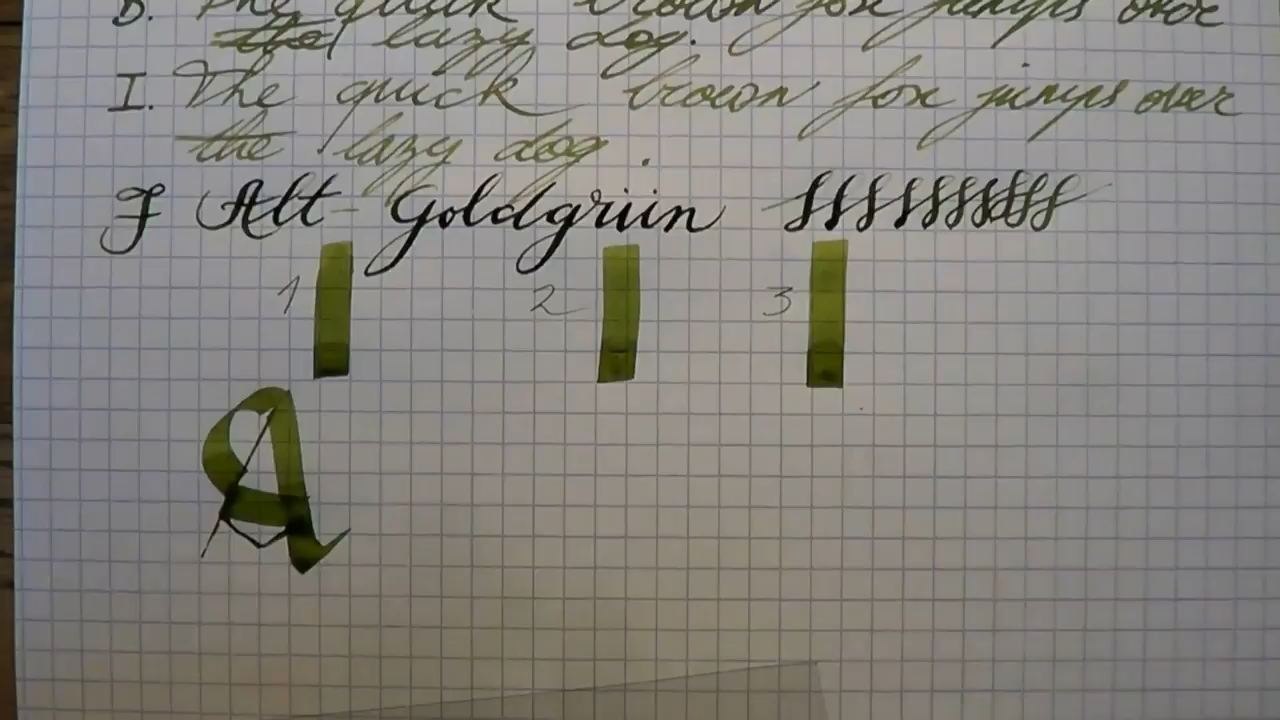 B. The quick brown fox jumps over
the lazy dog.
I. The quick brown fox jumps over
the lazy dog.
F Alt-Goldgrün
1 2 3
A